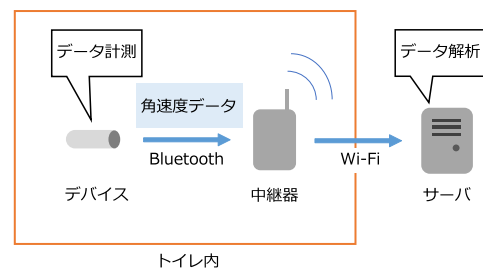 データ計測
データ解析
角速度データ
Bluetooth
Wi-Fi
デバイス
中継器
サーバ
トイレ内